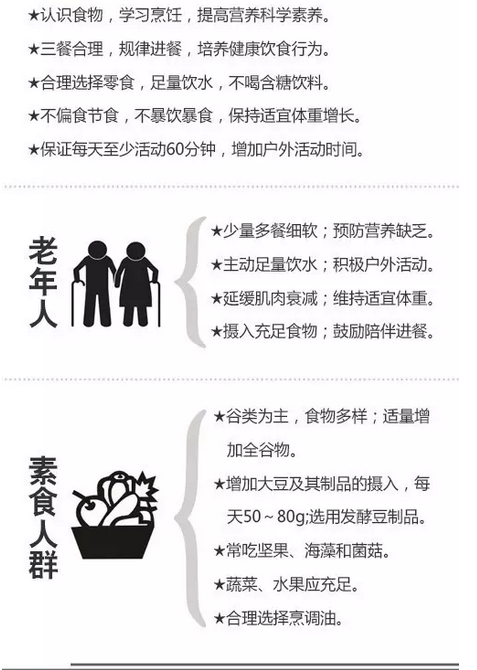 ★认识食物，学习烹饪，提高营养科学素养。
★三餐合理，规律进餐，培养健康饮食行为。
★合理选择零食，足量饮水，不喝含糖饮料。
★不偏食节食，不暴饮暴食，保持适宜体重增长。
★保证每天至少活动60分钟，增加户外活动时间。
老年人
★少量多餐细软；预防营养缺乏。
★主动足量饮水；积极户外活动。
★延缓肌肉衰减；维持适宜体重。
★摄入充足食物；鼓励陪伴进餐。
素食人群
★谷类为主，食物多样；适量增
加全谷物。
★增加大豆及其制品的摄入，每
天50～80g;选用发酵豆制品。
★常吃坚果、海藻和菌菇。
★蔬菜、水果应充足。
★合理选择烹调油。